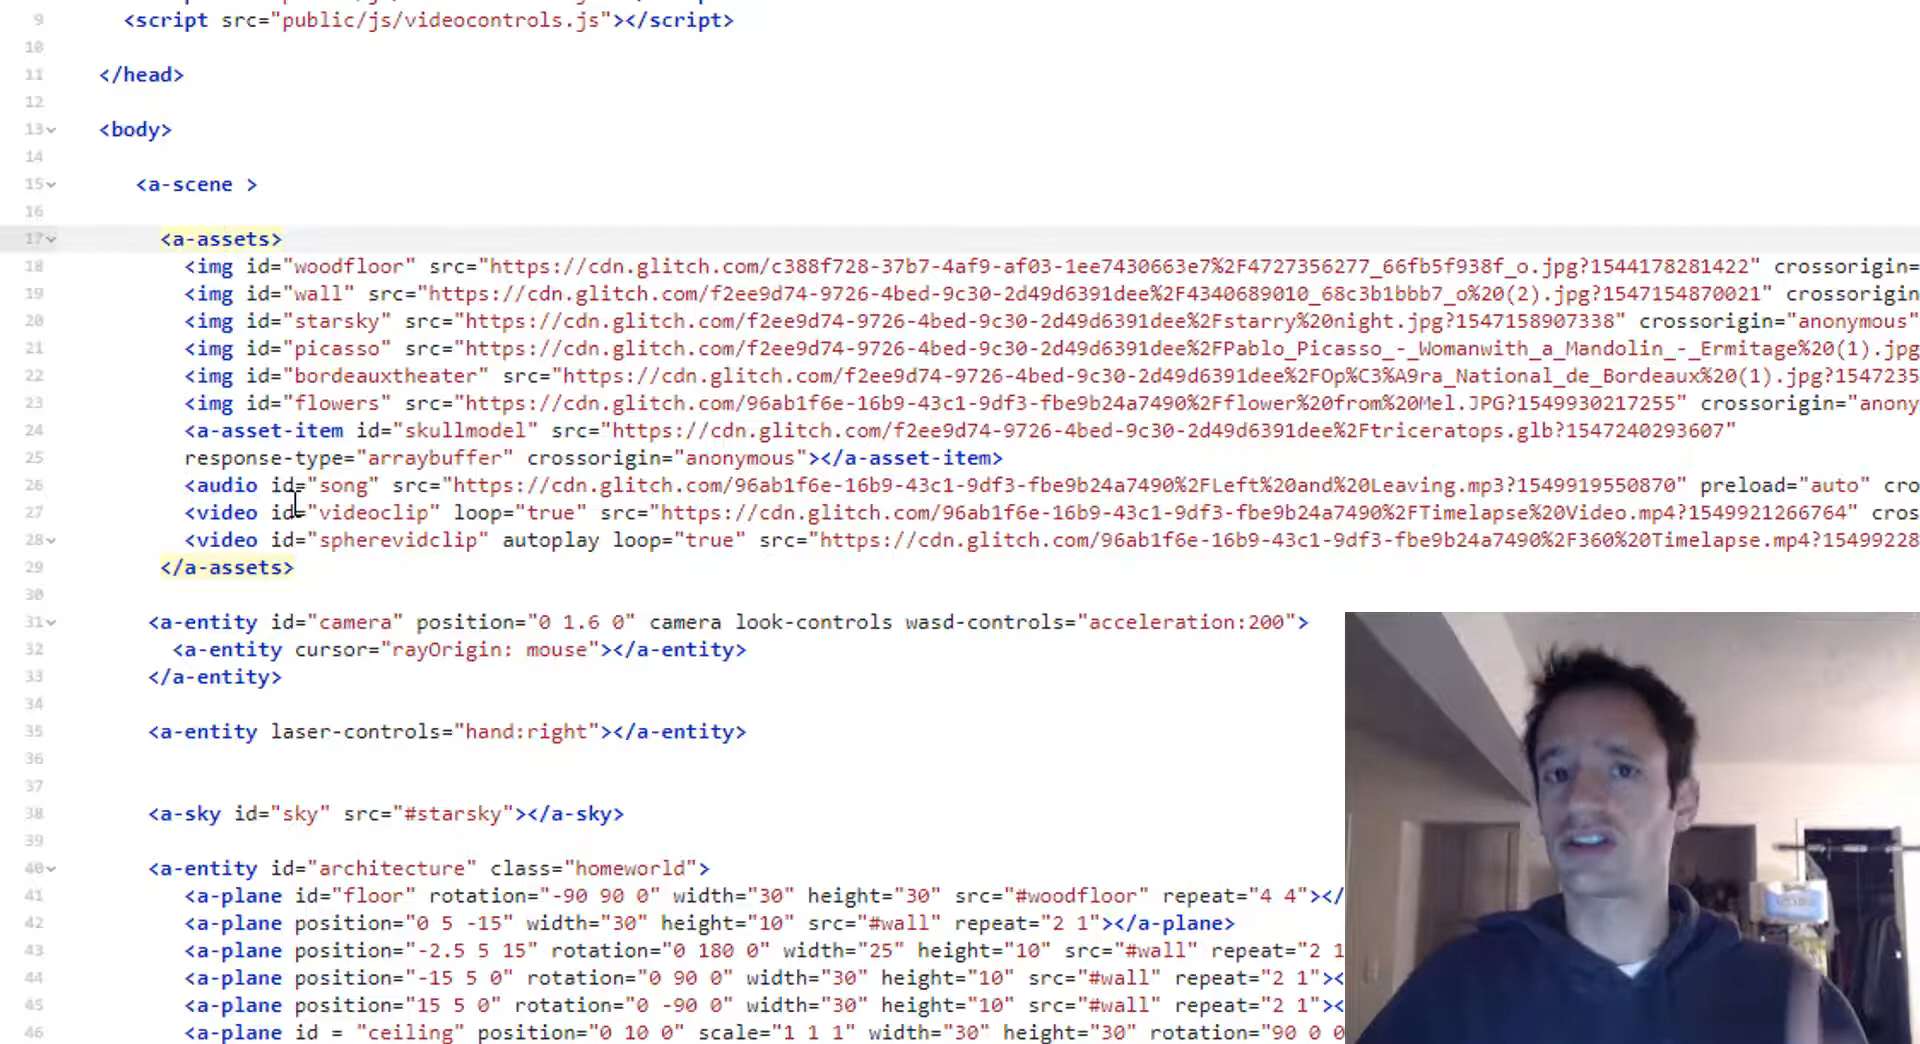 9 <script src="public/js/videocontrols.js"></script>
10
11 </head>
12
13 <body>
14
15 <a-scene >
16
17 <a-assets>
18 <img id="woodfloor" src="https://cdn.glitch.com/c388f728-37b7-4af9-af03-1ee7430663e7%2F4727356277_66fb5f938f_o.jpg?1544178281422" crossorigin=
19 <img id="wall" src="https://cdn.glitch.com/f2ee9d74-9726-4bed-9c30-2d49d6391dee%2F4340689010_68c3b1bbb7_o%20(2).jpg?1547154870021" crossorigin
20 <img id="starsky" src="https://cdn.glitch.com/f2ee9d74-9726-4bed-9c30-2d49d6391dee%2Fstarry%20night.jpg?1547158907338" crossorigin="anonymous"
21 <img id="picasso" src="https://cdn.glitch.com/f2ee9d74-9726-4bed-9c30-2d49d6391dee%2FPablo_Picasso_-_Womanwith_a_Mandolin_-_Ermitage%20(1).jpg
22 <img id="bordeauxtheater" src="https://cdn.glitch.com/f2ee9d74-9726-4bed-9c30-2d49d6391dee%2FOp%C3%A9ra_National_de_Bordeaux%20(1).jpg?1547235
23 <img id="flowers" src="https://cdn.glitch.com/96ab1f6e-16b9-43c1-9df3-fbe9b24a7490%2Fflower%20from%20Mel.JPG?1549930217255" crossorigin="anony
24 <a-asset-item id="skullmodel" src="https://cdn.glitch.com/f2ee9d74-9726-4bed-9c30-2d49d6391dee%2Ftriceratops.glb?1547240293607"
25 response-type="arraybuffer" crossorigin="anonymous"></a-asset-item>
26 <audio id="song" src="https://cdn.glitch.com/96ab1f6e-16b9-43c1-9df3-fbe9b24a7490%2FLeft%20and%20Leaving.mp3?1549919550870" preload="auto" cro
27 <video id="videoclip" loop="true" src="https://cdn.glitch.com/96ab1f6e-16b9-43c1-9df3-fbe9b24a7490%2FTimelapse%20Video.mp4?1549921266764" cros
28 <video id="spherevidclip" autoplay loop="true" src="https://cdn.glitch.com/96ab1f6e-16b9-43c1-9df3-fbe9b24a7490%2F360%20Timelapse.mp4?15499228
29 </a-assets>
30
31 <a-entity id="camera" position="0 1.6 0" camera look-controls wasd-controls="acceleration:200">
32 <a-entity cursor="rayOrigin: mouse"></a-entity>
33 </a-entity>
34
35 <a-entity laser-controls="hand:right"></a-entity>
36
37
38 <a-sky id="sky" src="#starsky"></a-sky>
39
40 <a-entity id="architecture" class="homeworld">
41 <a-plane id="floor" rotation="-90 90 0" width="30" height="30" src="#woodfloor" repeat="4 4"></
42 <a-plane position="0 5 -15" width="30" height="10" src="#wall" repeat="2 1"></a-plane>
43 <a-plane position="-2.5 5 15" rotation="0 180 0" width="25" height="10" src="#wall" repeat="2 1
44 <a-plane position="-15 5 0" rotation="0 90 0" width="30" height="10" src="#wall" repeat="2 1"><
45 <a-plane position="15 5 0" rotation="0 -90 0" width="30" height="10" src="#wall" repeat="2 1"><
46 <a-plane id = "ceiling" position="0 10 0" scale="1 1 1" width="30" height="30" rotation="90 0 0